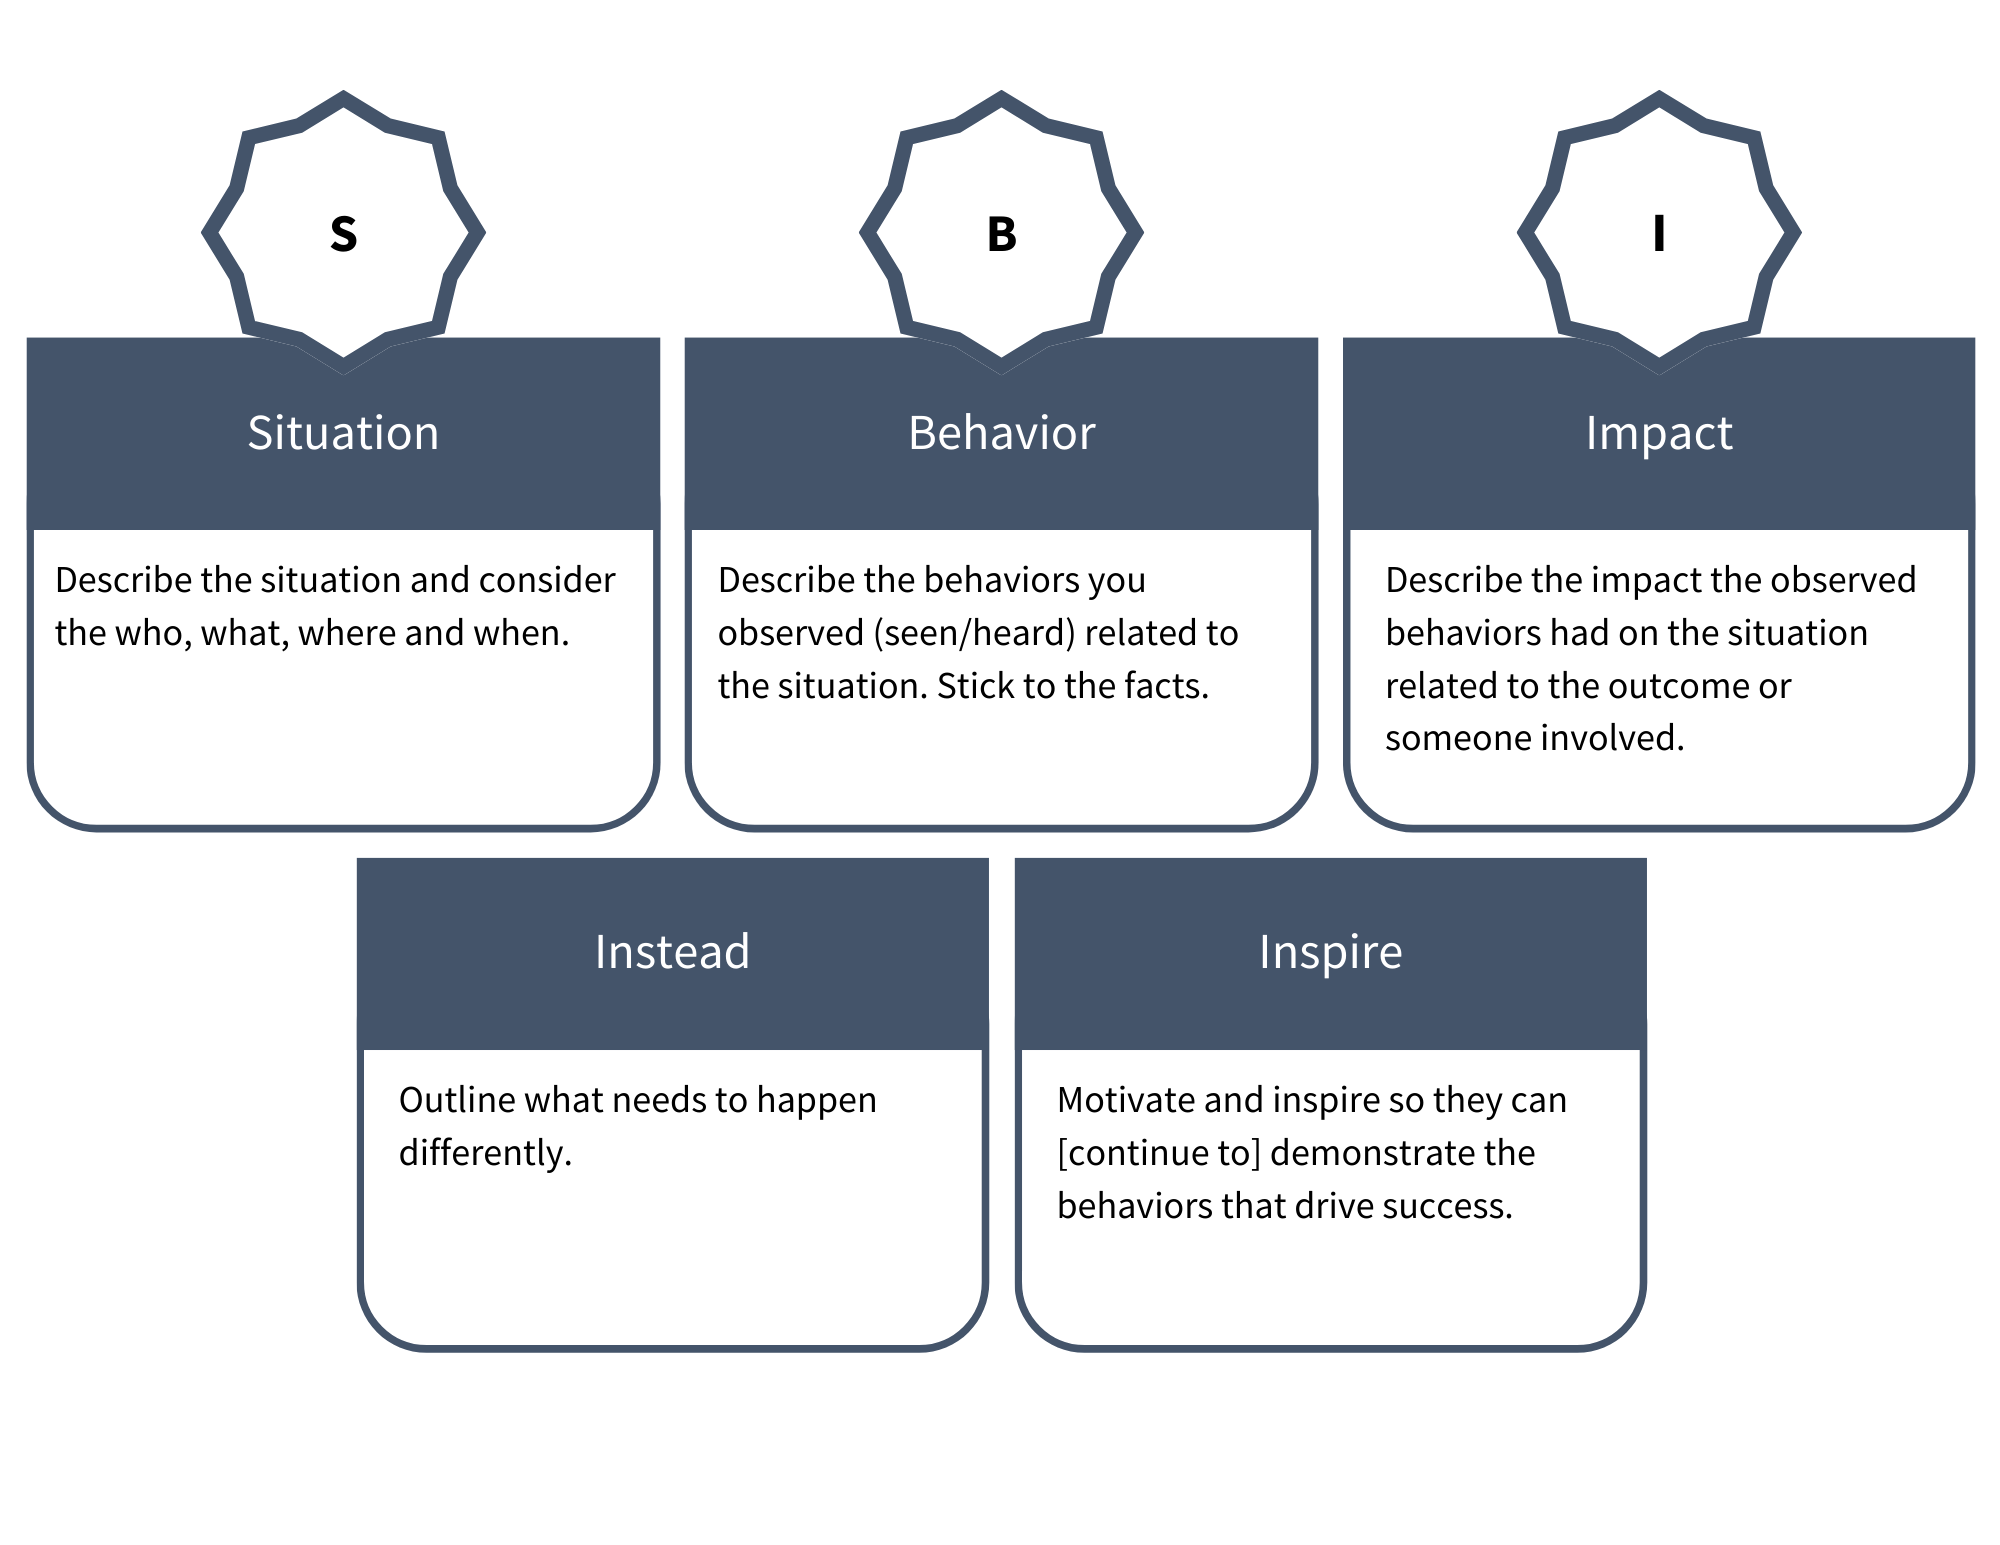 S
B
I
Situation
Behavior
Impact
Describe the situation and consider
the who, what, where and when.
Describe the behaviors you
observed (seen/heard) related to
the situation. Stick to the facts.
Describe the impact the observed
behaviors had on the situation
related to the outcome or
someone involved.
Instead
Inspire
Outline what needs to happen
differently.
Motivate and inspire so they can
[continue to] demonstrate the
behaviors that drive success.